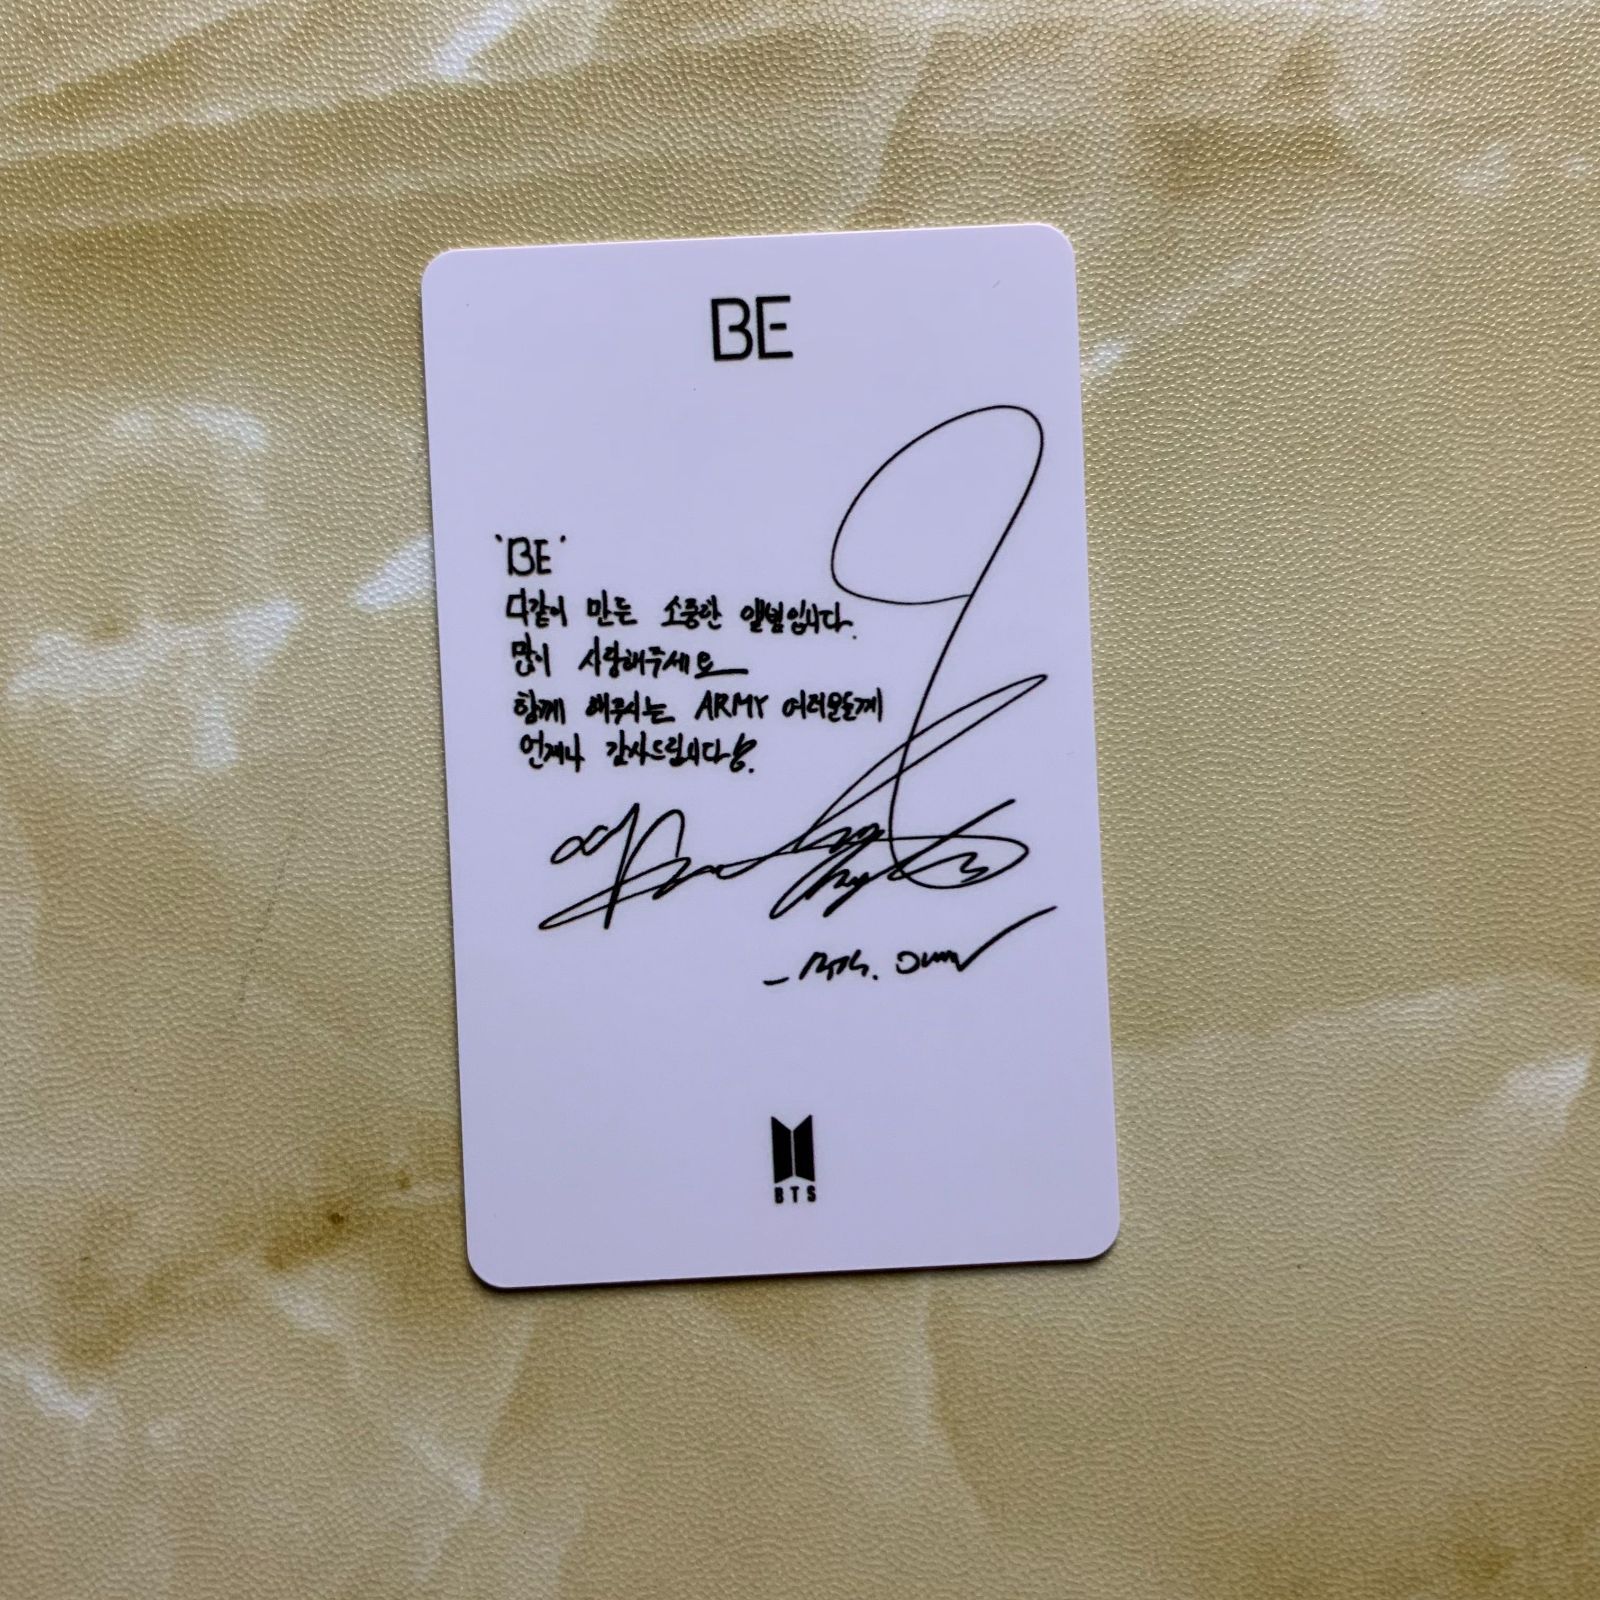 BE
'BE'
다같이 만든 소중한 앨범입니다.
많이 사랑해주세요
함께 해주시는 ARMY 여러분들께
언제나 감사드립니다.
BTS